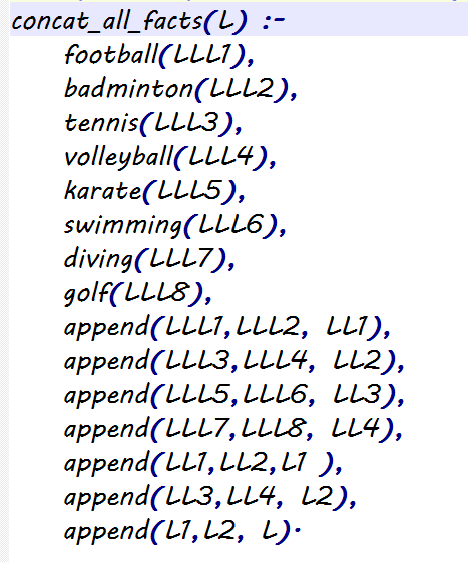 concat_all_facts(L) :-
football(LLL1),
badminton(LLL2),
tennis(LLL3),
volleyball(LLL4),
karate(LLL5),
swimming(LLL6),
diving(LLL7),
golf(LLL8),
append(LLL1,LLL2, LL1),
append(LLL3,LLL4, LL2),
append(LLL5,LLL6, LL3),
append(LLL7,LLL8, LL4),
append(LL1,LL2,L1 ),
append(LL3,LL4, L2),
append(L1,L2, L).